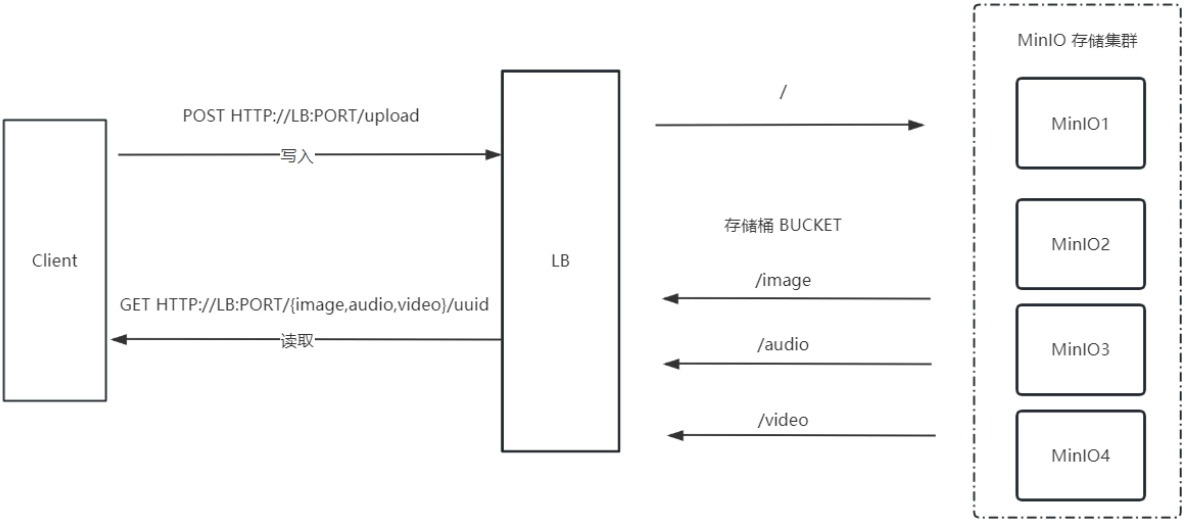 MinIO 存储集群
POST HTTP://LB:PORT/upload
写入
/
MinIO1
Client
LB
存储桶 BUCKET
MinIO2
GET HTTP://LB:PORT/{image,audio,video}/uuid
读取
/image
/audio
/video
MinIO3
MinIO4